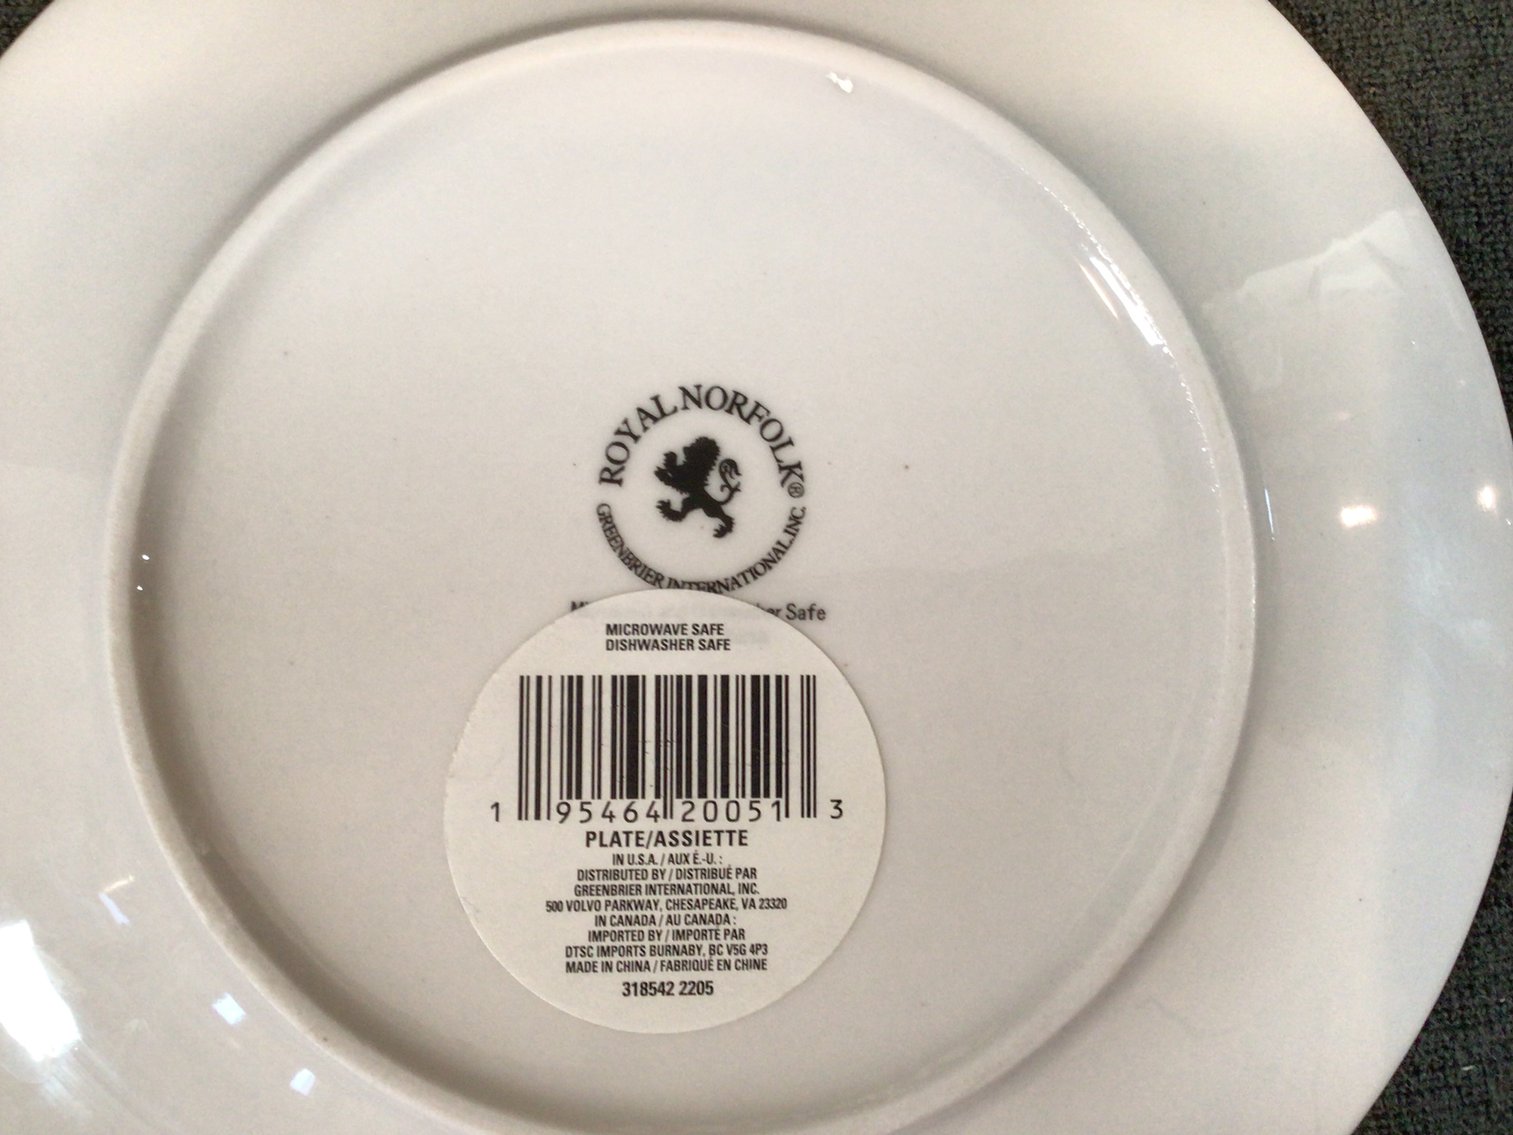 ROYAL NORFOLK®
GREENBRIER INTERNATIONAL, INC.
Safe
MICROWAVE SAFE
DISHWASHER SAFE
1 95464 20051 3
PLATE/ASSIETTE
IN U.S.A. / AUX É.-U. :
DISTRIBUTED BY / DISTRIBUÉ PAR
GREENBRIER INTERNATIONAL, INC.
500 VOLVO PARKWAY, CHESAPEAKE, VA 23320
IN CANADA / AU CANADA :
IMPORTED BY / IMPORTÉ PAR
DTSC IMPORTS BURNABY, BC V5G 4P3
MADE IN CHINA / FABRIQUÉ EN CHINE
318542 2205